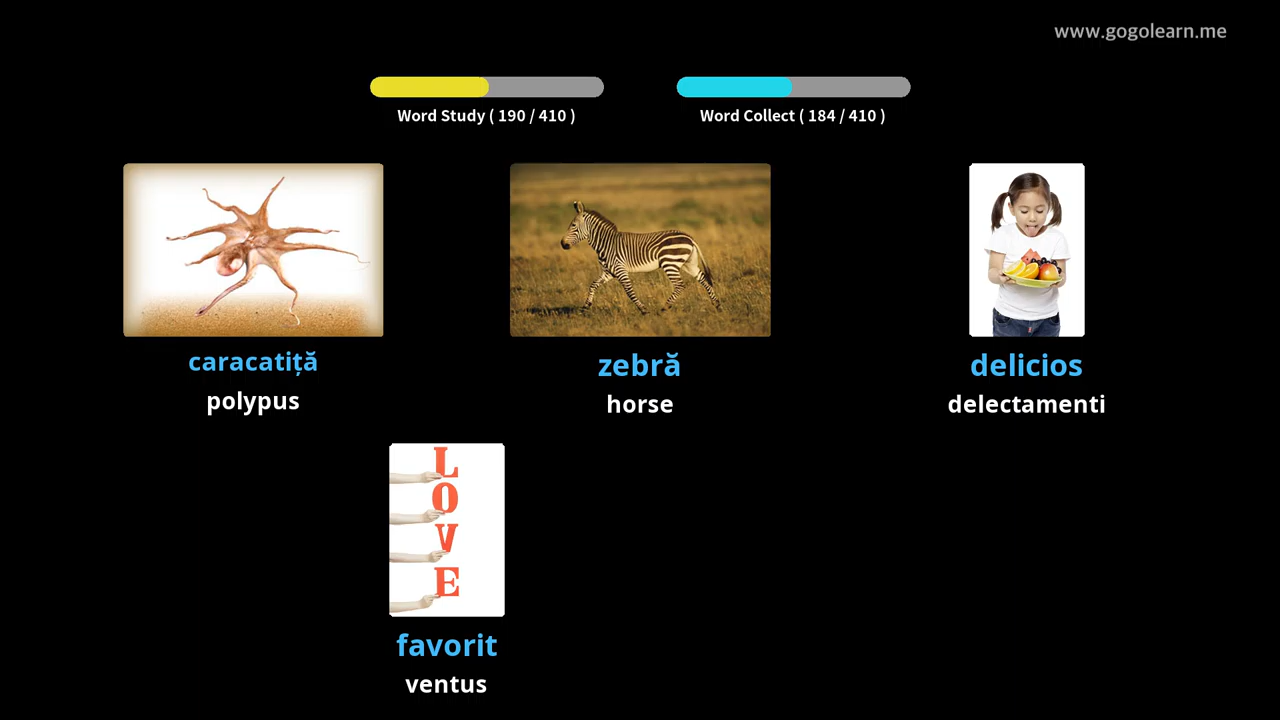 www.gogolearn.me
Word Study ( 190 / 410 )
Word Collect ( 184 / 410 )
caracatiță
polypus
zebră
horse
delicios
delectamenti
L
O
V
E
favorit
ventus